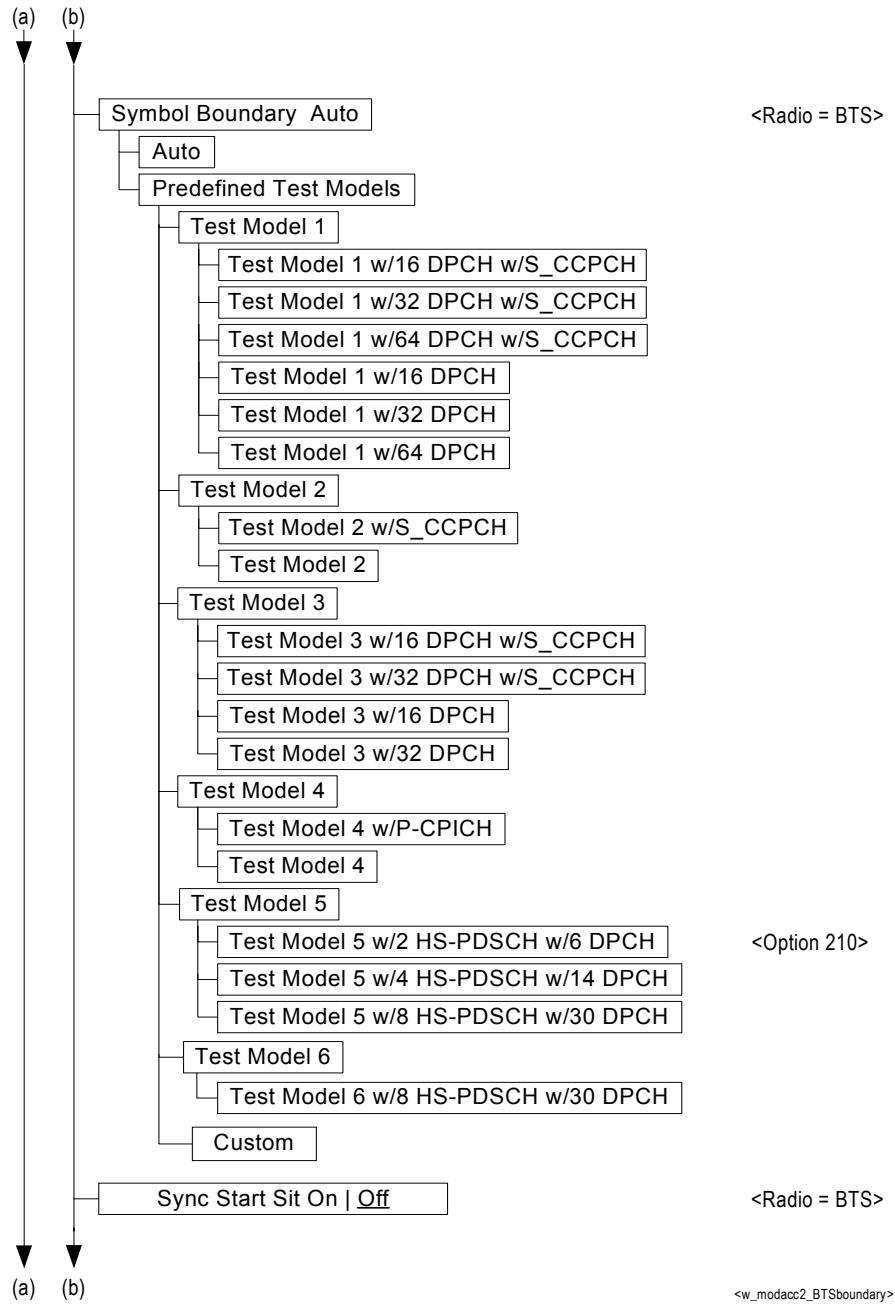 (a) (b)
Symbol Boundary Auto <Radio = BTS>
Auto
Predefined Test Models
Test Model 1
Test Model 1 w/16 DPCH w/S_CCPCH
Test Model 1 w/32 DPCH w/S_CCPCH
Test Model 1 w/64 DPCH w/S_CCPCH
Test Model 1 w/16 DPCH
Test Model 1 w/32 DPCH
Test Model 1 w/64 DPCH
Test Model 2
Test Model 2 w/S_CCPCH
Test Model 2
Test Model 3
Test Model 3 w/16 DPCH w/S_CCPCH
Test Model 3 w/32 DPCH w/S_CCPCH
Test Model 3 w/16 DPCH
Test Model 3 w/32 DPCH
Test Model 4
Test Model 4 w/P-CPICH
Test Model 4
Test Model 5
Test Model 5 w/2 HS-PDSCH w/6 DPCH <Option 210>
Test Model 5 w/4 HS-PDSCH w/14 DPCH
Test Model 5 w/8 HS-PDSCH w/30 DPCH
Test Model 6
Test Model 6 w/8 HS-PDSCH w/30 DPCH
Custom
Sync Start Sit On | Off <Radio = BTS>
(a) (b)
<w_modacc2_BTSboundary>